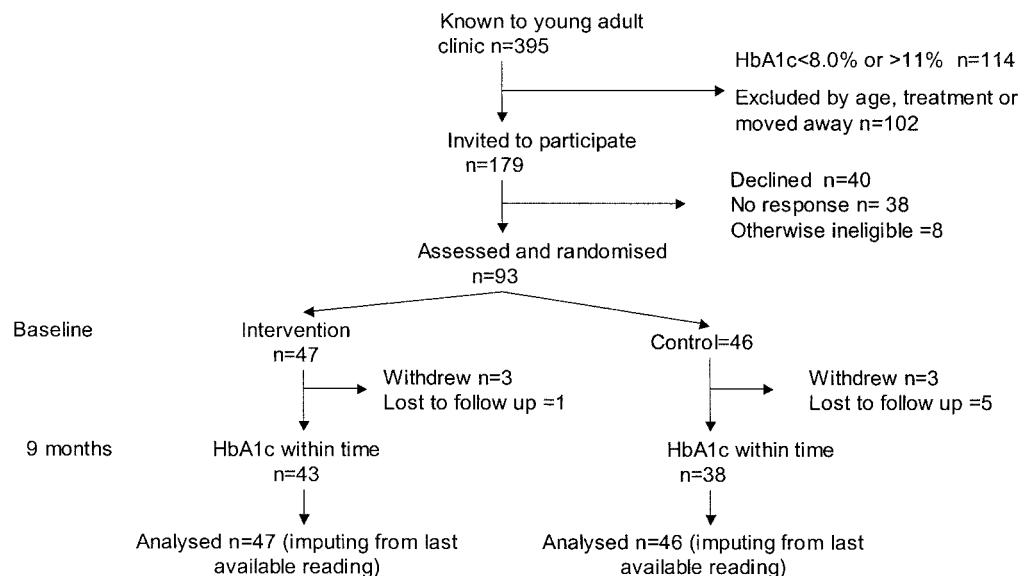 Known to young adult
clinic n=395
HbA1c<8.0% or >11% n=114
Excluded by age, treatment or
moved away n=102
Invited to participate
n=179
Declined n=40
No response n= 38
Otherwise ineligible =8
Assessed and randomised
n=93
Baseline
Intervention
n=47
Control=46
Withdrew n=3
Lost to follow up =1
Withdrew n=3
Lost to follow up =5
9 months
HbA1c within time
n=43
HbA1c within time
n=38
Analysed n=47 (imputing from last
available reading)
Analysed n=46 (imputing from last
available reading)